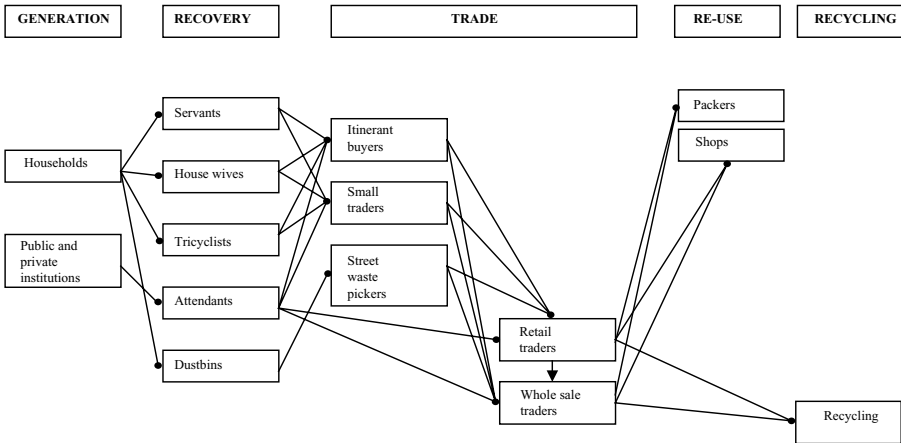 GENERATION
RECOVERY
TRADE
RE-USE
RECYCLING
Servants
Packers
Itinerant
buyers
Shops
Households
House wives
Small
traders
Tricyclists
Public and
private
institutions
Street
waste
pickers
Attendants
Retail
traders
Dustbins
Whole sale
traders
Recycling